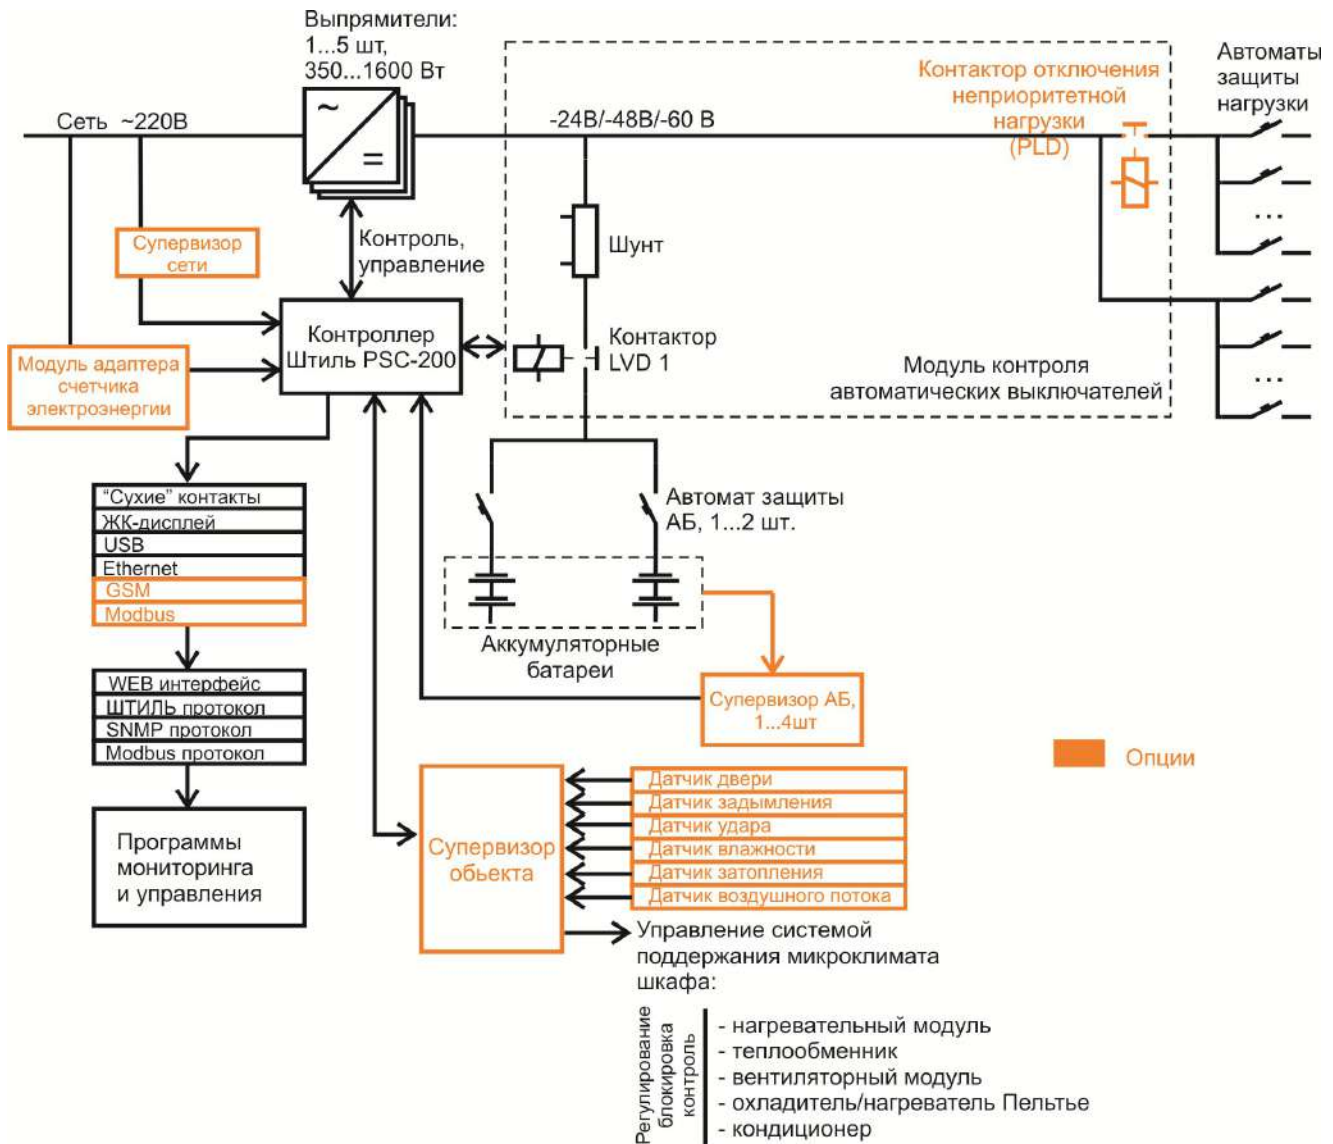 Выпрямители:
1...5 шт,
350...1600 Вт
Сеть ~220В
~
=
-24В/-48В/-60 В
Контактор отключения
неприоритетной
нагрузки
(PLD)
Автоматы
защиты
нагрузки
...
...
Супервизор
сети
Контроль,
управление
Шунт
Контроллер
Штиль PSC-200
Контактор
LVD 1
Модуль контроля
автоматических выключателей
Модуль адаптера
счетчика
электроэнергии
"Сухие" контакты
ЖК-дисплей
USB
Ethernet
GSM
Modbus
Автомат защиты
АБ, 1...2 шт.
Аккумуляторные
батареи
WEB интерфейс
ШТИЛЬ протокол
SNMP протокол
Modbus протокол
Супервизор АБ,
1...4шт
Опции
Программы
мониторинга
и управления
Супервизор
обьекта
Датчик двери
Датчик задымления
Датчик удара
Датчик влажности
Датчик затопления
Датчик воздушного потока
Управление системой
поддержания микроклимата
шкафа:
Регулирование
блокировка
контроль
- нагревательный модуль
- теплообменник
- вентиляторный модуль
- охладитель/нагреватель Пельтье
- кондиционер